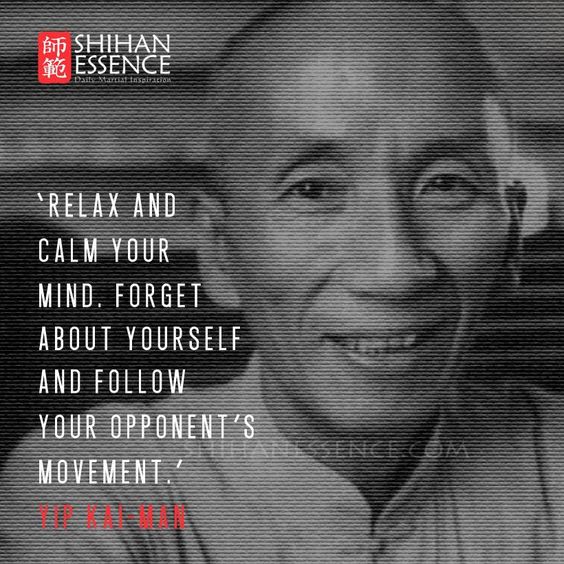 師範
SHIHAN
ESSENCE
Daily Martial Inspiration
‘RELAX AND
CALM YOUR
MIND. FORGET
ABOUT YOURSELF
AND FOLLOW
YOUR OPPONENT’S
MOVEMENT.’
SHIHANESSENCE.COM
YIP KAI-MAN